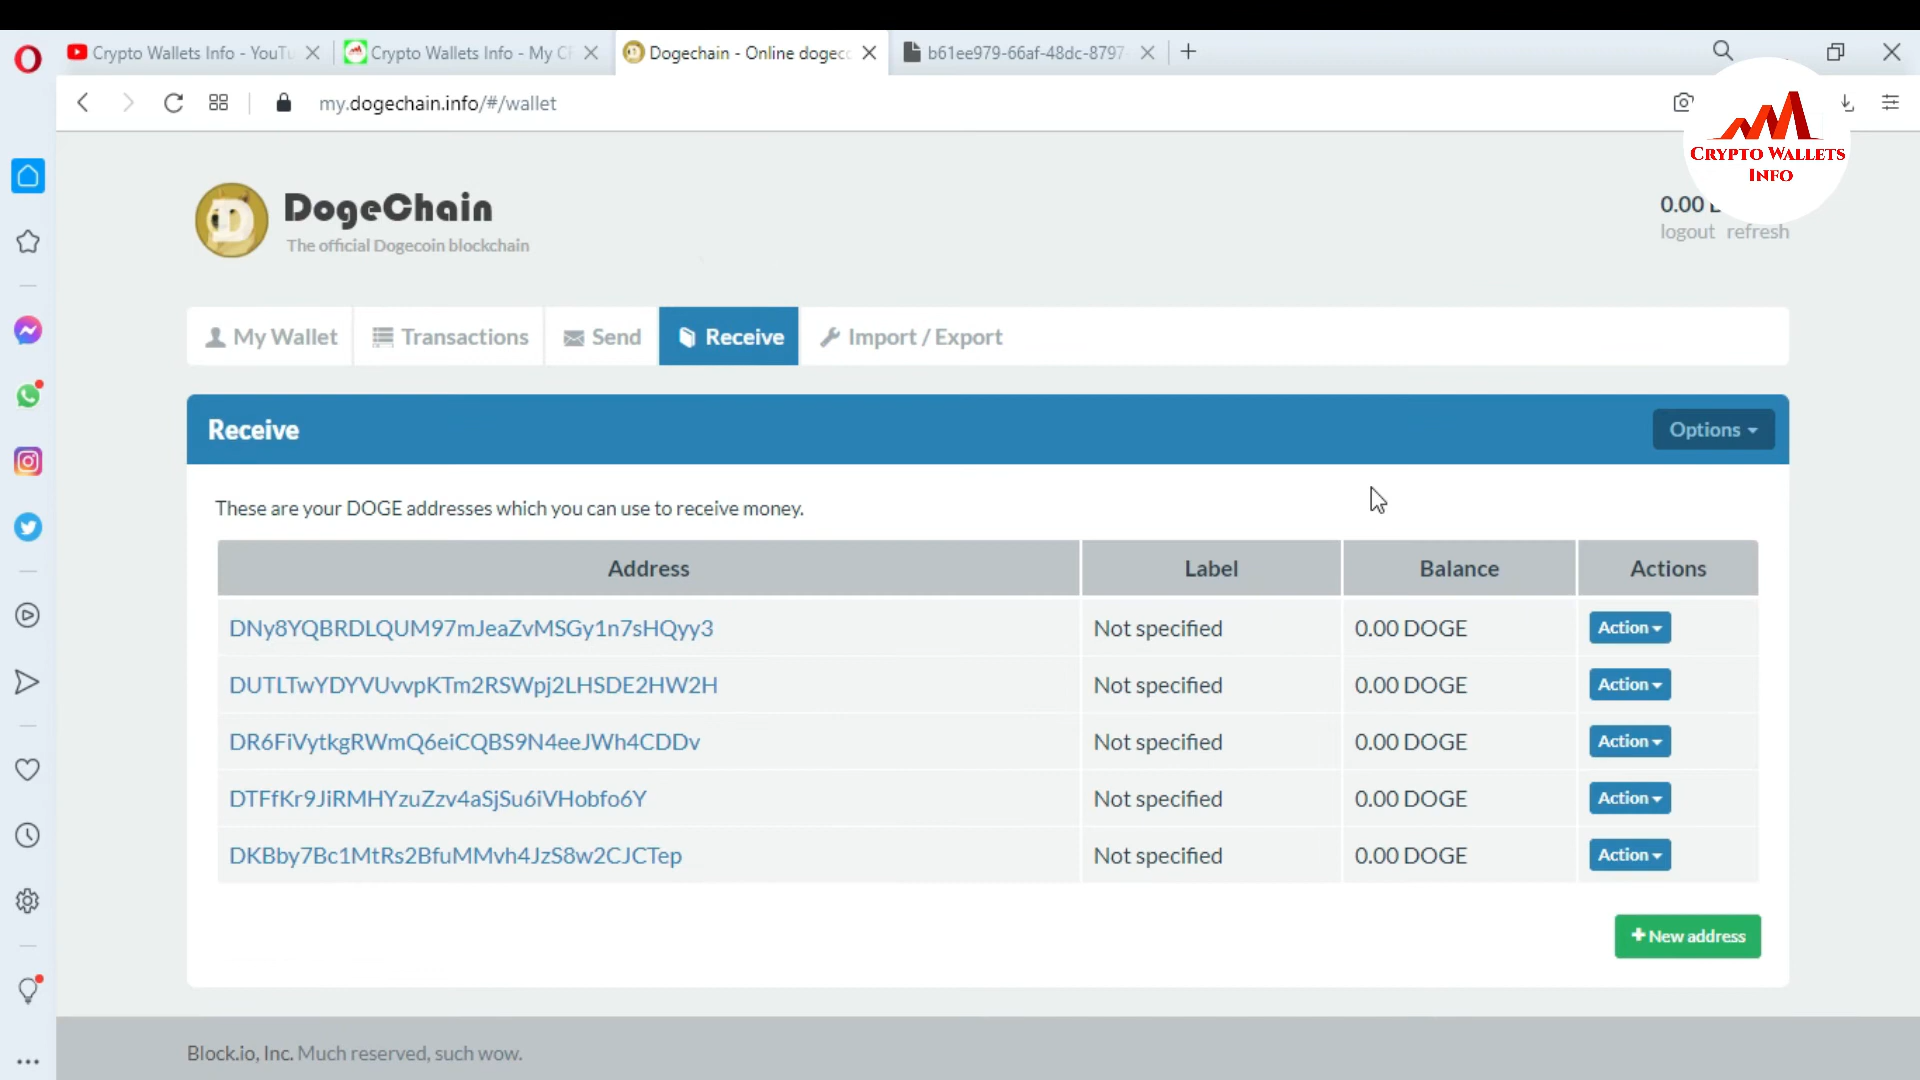 Crypto Wallets Info - YouTu
Crypto Wallets Info - My C
Dogechain - Online dogeco
b61ee979-66af-48dc-8797-
my.dogechain.info/#/wallet
CRYPTO WALLETS
INFO
DogeChain
The official Dogecoin blockchain
0.00
logout refresh
My Wallet
Transactions
Send
Receive
Import / Export
Receive
Options
These are your DOGE addresses which you can use to receive money.
Address Label Balance Actions
DNy8YQBRDLQUM97mJeaZvMSGy1n7sHQyy3 Not specified 0.00 DOGE Action
DUTLTwYDYVUvvpKTm2RSWpj2LHSDE2HW2H Not specified 0.00 DOGE Action
DR6FiVytkgRWmQ6eiCQBS9N4eeJWh4CDDv Not specified 0.00 DOGE Action
DTFfKr9JiRMHYzuZzv4aSjSu6iVHobfo6Y Not specified 0.00 DOGE Action
DKBby7Bc1MtRs2BfuMMvh4JzS8w2CJCTep Not specified 0.00 DOGE Action
+ New address
Block.io, Inc. Much reserved, such wow.